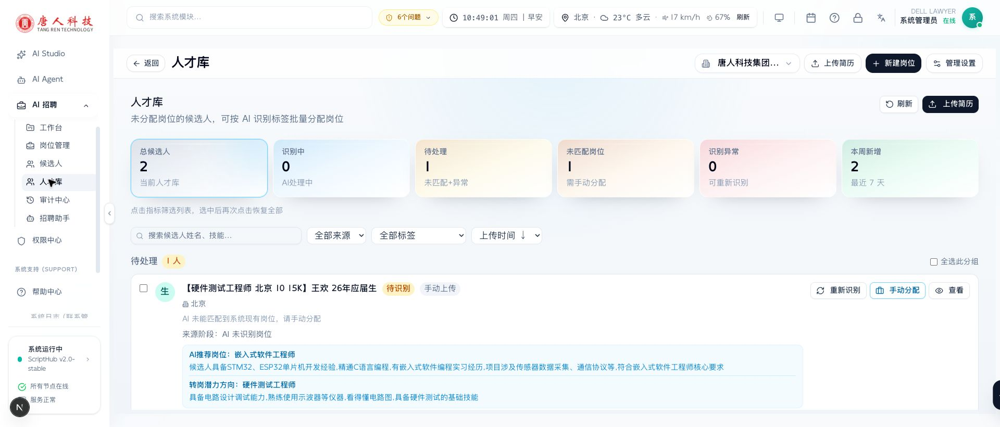 唐人科技
TANG REN TECHNOLOGY
AI Studio
AI Agent
AI 招聘
工作台
岗位管理
候选人
人才库
审计中心
招聘助手
权限中心
系统支持 (SUPPORT)
帮助中心
系统日志 (联系管
系统运行中
ScriptHub v2.0-
stable
所有节点在线
服务正常
N
搜索系统模块...
6个问题
10:49:01 周四 | 早安
北京 · 23°C 多云 · 17 km/h 67% 刷新
DELL LAWYER
系统管理员 在线
系
返回
人才库
唐人科技集团...
上传简历
新建岗位
管理设置
人才库
未分配岗位的候选人，可按 AI 识别标签批量分配岗位
刷新
上传简历
总候选人
2
当前人才库
识别中
0
AI处理中
待处理
1
未匹配+异常
未匹配岗位
1
需手动分配
识别异常
0
可重新识别
本周新增
2
最近 7 天
点击指标筛选列表，选中后再次点击恢复全部
搜索候选人姓名、技能...
全部来源
全部标签
上传时间 ↓
待处理 1 人
全选此分组
生
【硬件测试工程师 北京 10 15K】王欢 26年应届生 待识别 手动上传
重新识别
手动分配
查看
北京
AI 未能匹配到系统现有岗位，请手动分配
来源阶段：AI 未识别岗位
AI推荐岗位：嵌入式软件工程师
候选人具备STM32、ESP32单片机开发经验,精通C语言编程,有嵌入式软件编程实习经历,项目涉及传感器数据采集、通信协议等,符合嵌入式软件工程师核心要求
转岗潜力方向：硬件测试工程师
具备电路设计调试能力,熟练使用示波器等仪器,看得懂电路图,具备硬件测试的基础技能